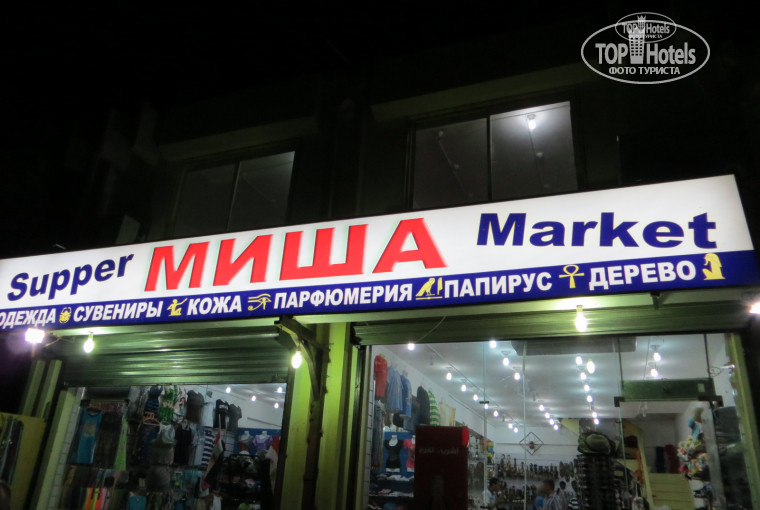 TOP Hotels
ФОТО ТУРИСТА
Supper МИША Market
ОДЕЖДА СУВЕНИРЫ КОЖА ПАРФЮМЕРИЯ ПАПИРУС ДЕРЕВО